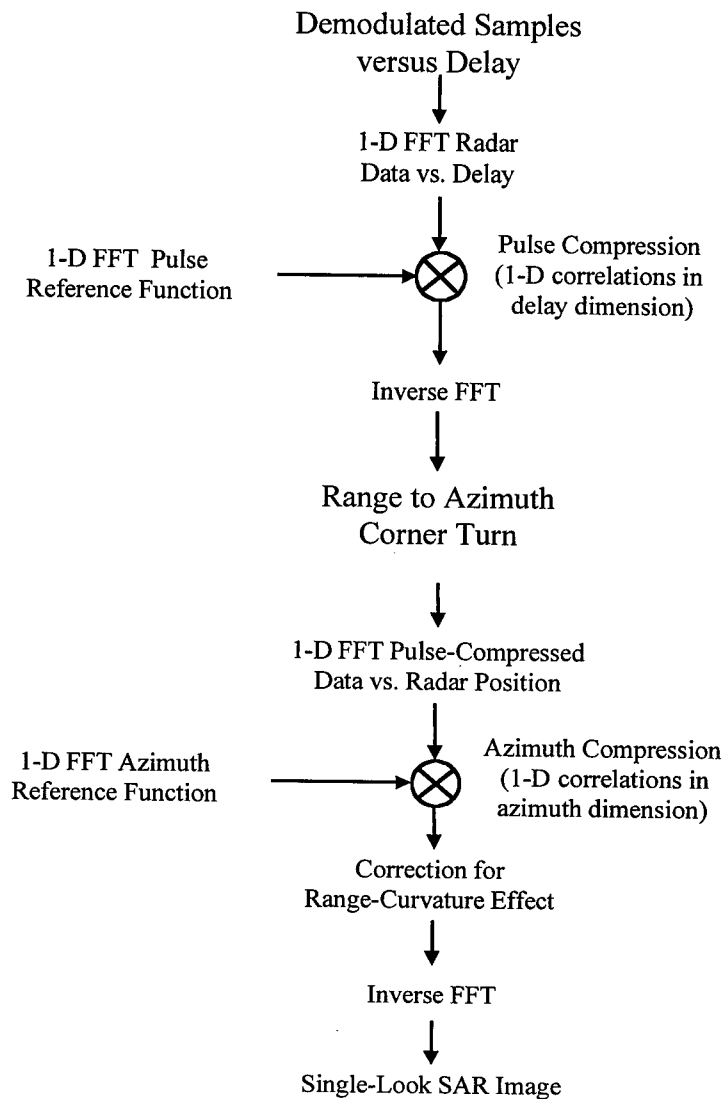 Demodulated Samples
versus Delay
1-D FFT Radar
Data vs. Delay
1-D FFT Pulse
Reference Function
Pulse Compression
(1-D correlations in
delay dimension)
Inverse FFT
Range to Azimuth
Corner Turn
1-D FFT Pulse-Compressed
Data vs. Radar Position
1-D FFT Azimuth
Reference Function
Azimuth Compression
(1-D correlations in
azimuth dimension)
Correction for
Range-Curvature Effect
Inverse FFT
Single-Look SAR Image